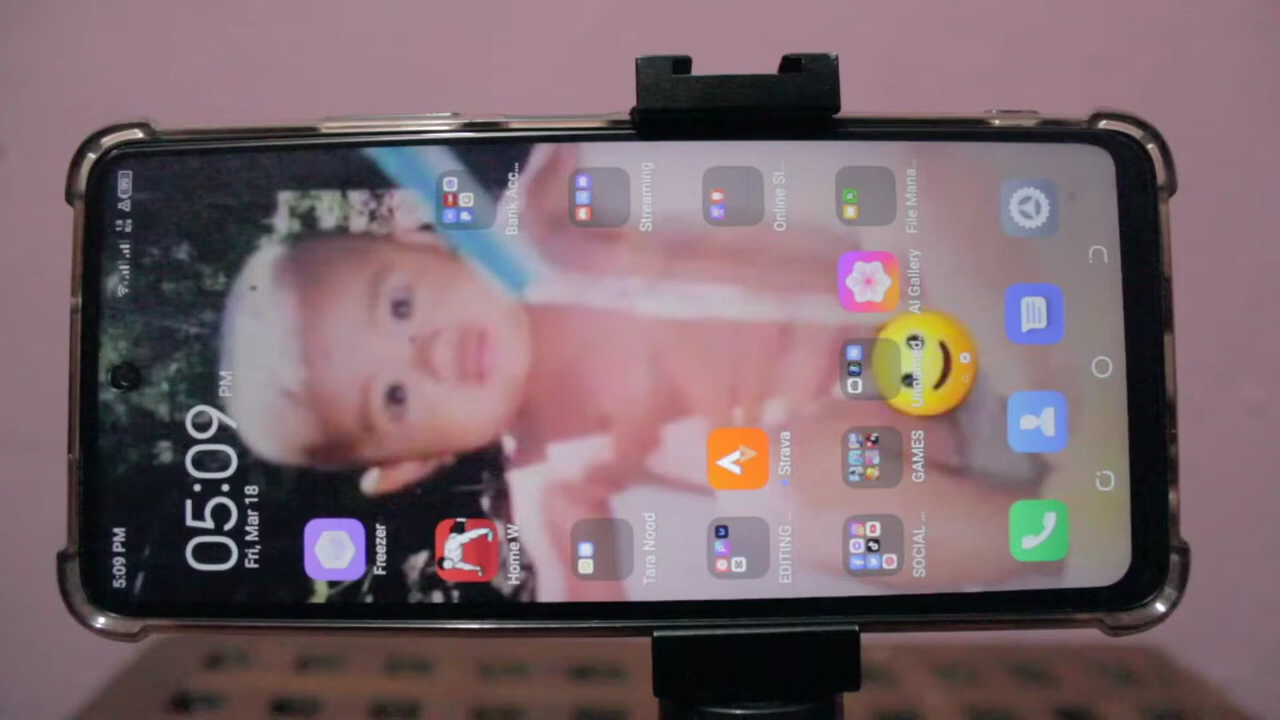 5:09 PM
05:09 PM
Fri, Mar 18
Freezer
Home W...
Bank Acc...
Tara Nood
Streaming
EDITING ...
Strava
Online St...
SOCIAL ...
GAMES
Unnamed...
AI Gallery
File Mana...